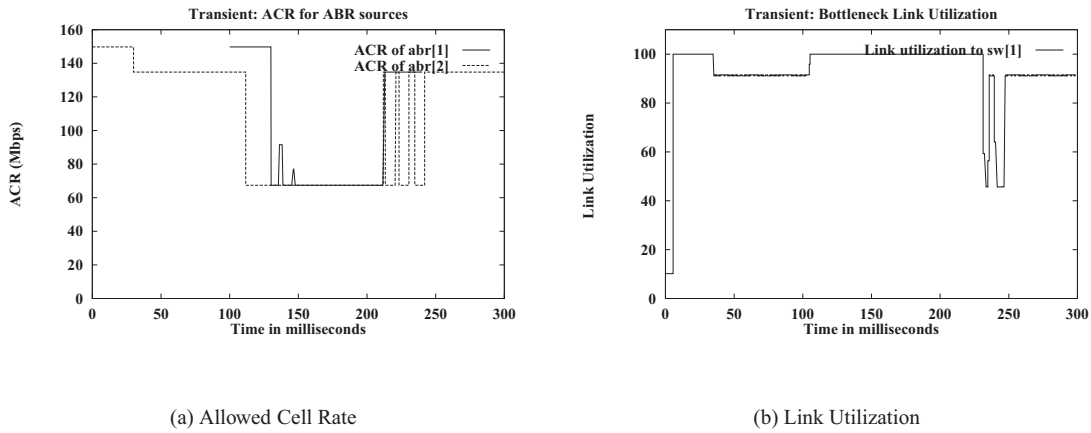 Transient: ACR for ABR sources
ACR of abr[1]
ACR of abr[2]
ACR (Mbps)
160
140
120
100
80
60
40
20
0
0 50 100 150 200 250 300
Time in milliseconds
(a) Allowed Cell Rate
Transient: Bottleneck Link Utilization
Link utilization to sw[1]
Link Utilization
100
80
60
40
20
0
0 50 100 150 200 250 300
Time in milliseconds
(b) Link Utilization